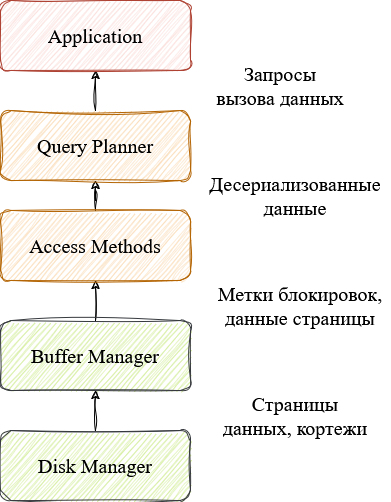 Application
Запросы
вызова данных
Query Planner
Десериализованные
данные
Access Methods
Метки блокировок,
данные страницы
Buffer Manager
Страницы
данных, кортежи
Disk Manager